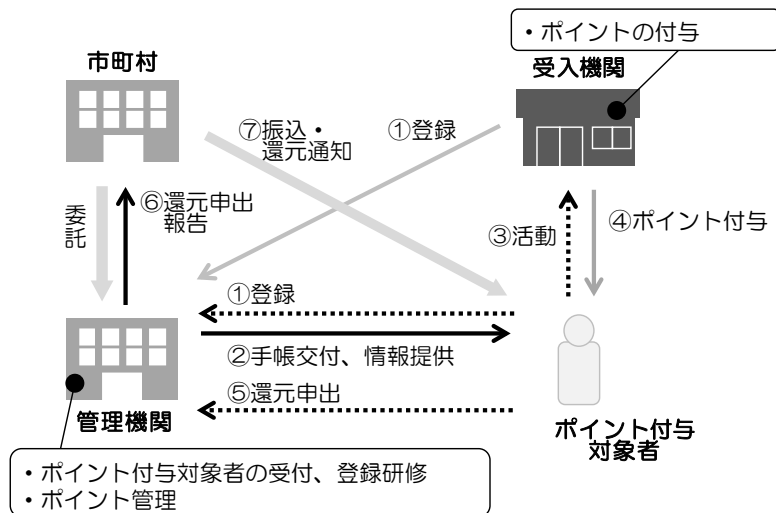 ・ポイントの付与
市町村
受入機関
⑦振込・
還元通知
①登録
委託
⑥還元申出
報告
③活動
④ポイント付与
①登録
②手帳交付、情報提供
⑤還元申出
管理機関
ポイント付与
対象者
・ポイント付与対象者の受付、登録研修
・ポイント管理